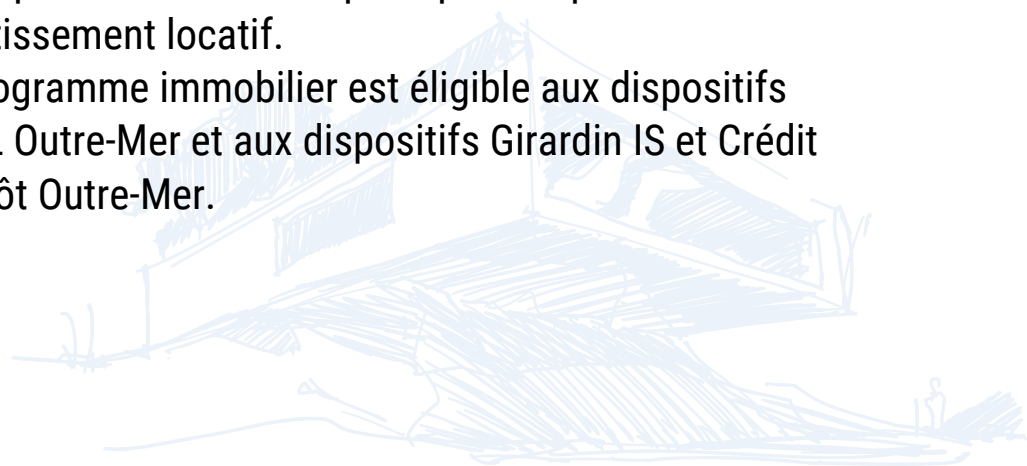 tissement locatif.
ogramme immobilier est éligible aux dispositifs
Outre-Mer et aux dispositifs Girardin IS et Crédit
ôt Outre-Mer.